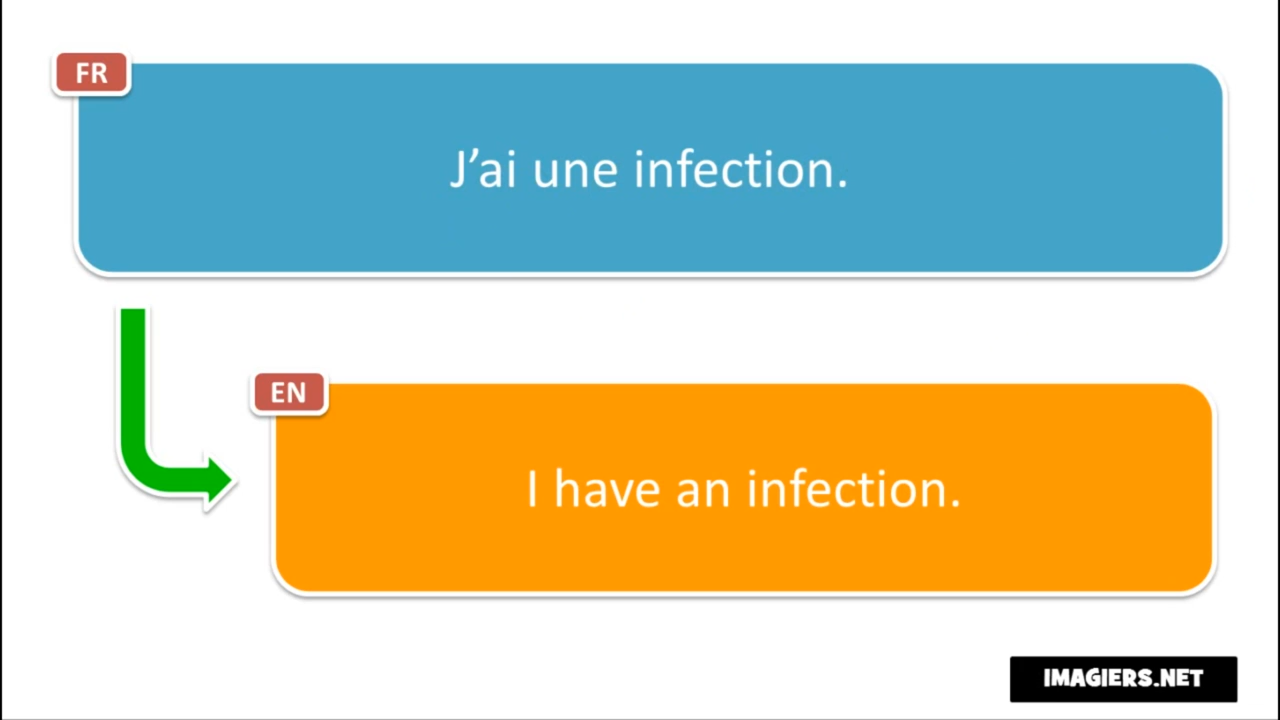 FR
J’ai une infection.
EN
I have an infection.
IMAGIERS.NET